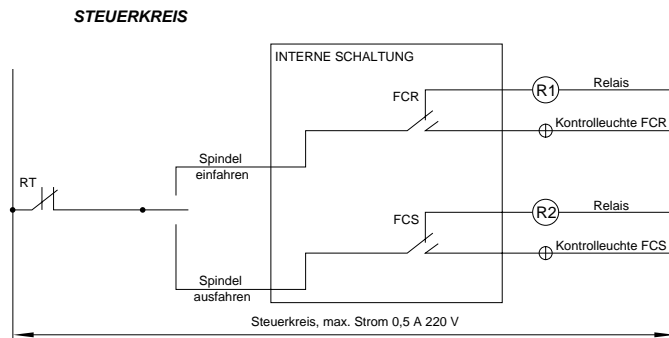 STEUERKREIS
INTERNE SCHALTUNG
FCR
R1
Relais
Kontrolleuchte FCR
Spindel
einfahren
RT
FCS
R2
Relais
Kontrolleuchte FCS
Spindel
ausfahren
Steuerkreis, max. Strom 0,5 A 220 V